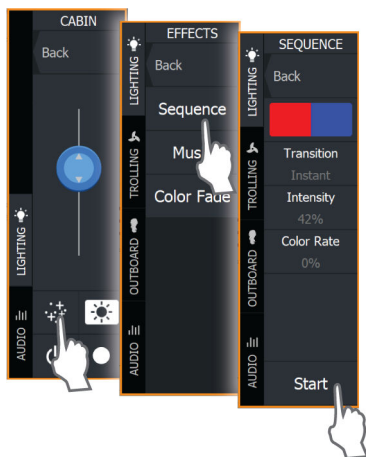 CABIN
Back
LIGHTING
AUDIO
EFFECTS
Back
Sequence
Mus
Color Fade
LIGHTING
TROLLING
OUTBOARD
AUDIO
SEQUENCE
Back
Transition
Instant
Intensity
42%
Color Rate
0%
Start
LIGHTING
TROLLING
OUTBOARD
AUDIO